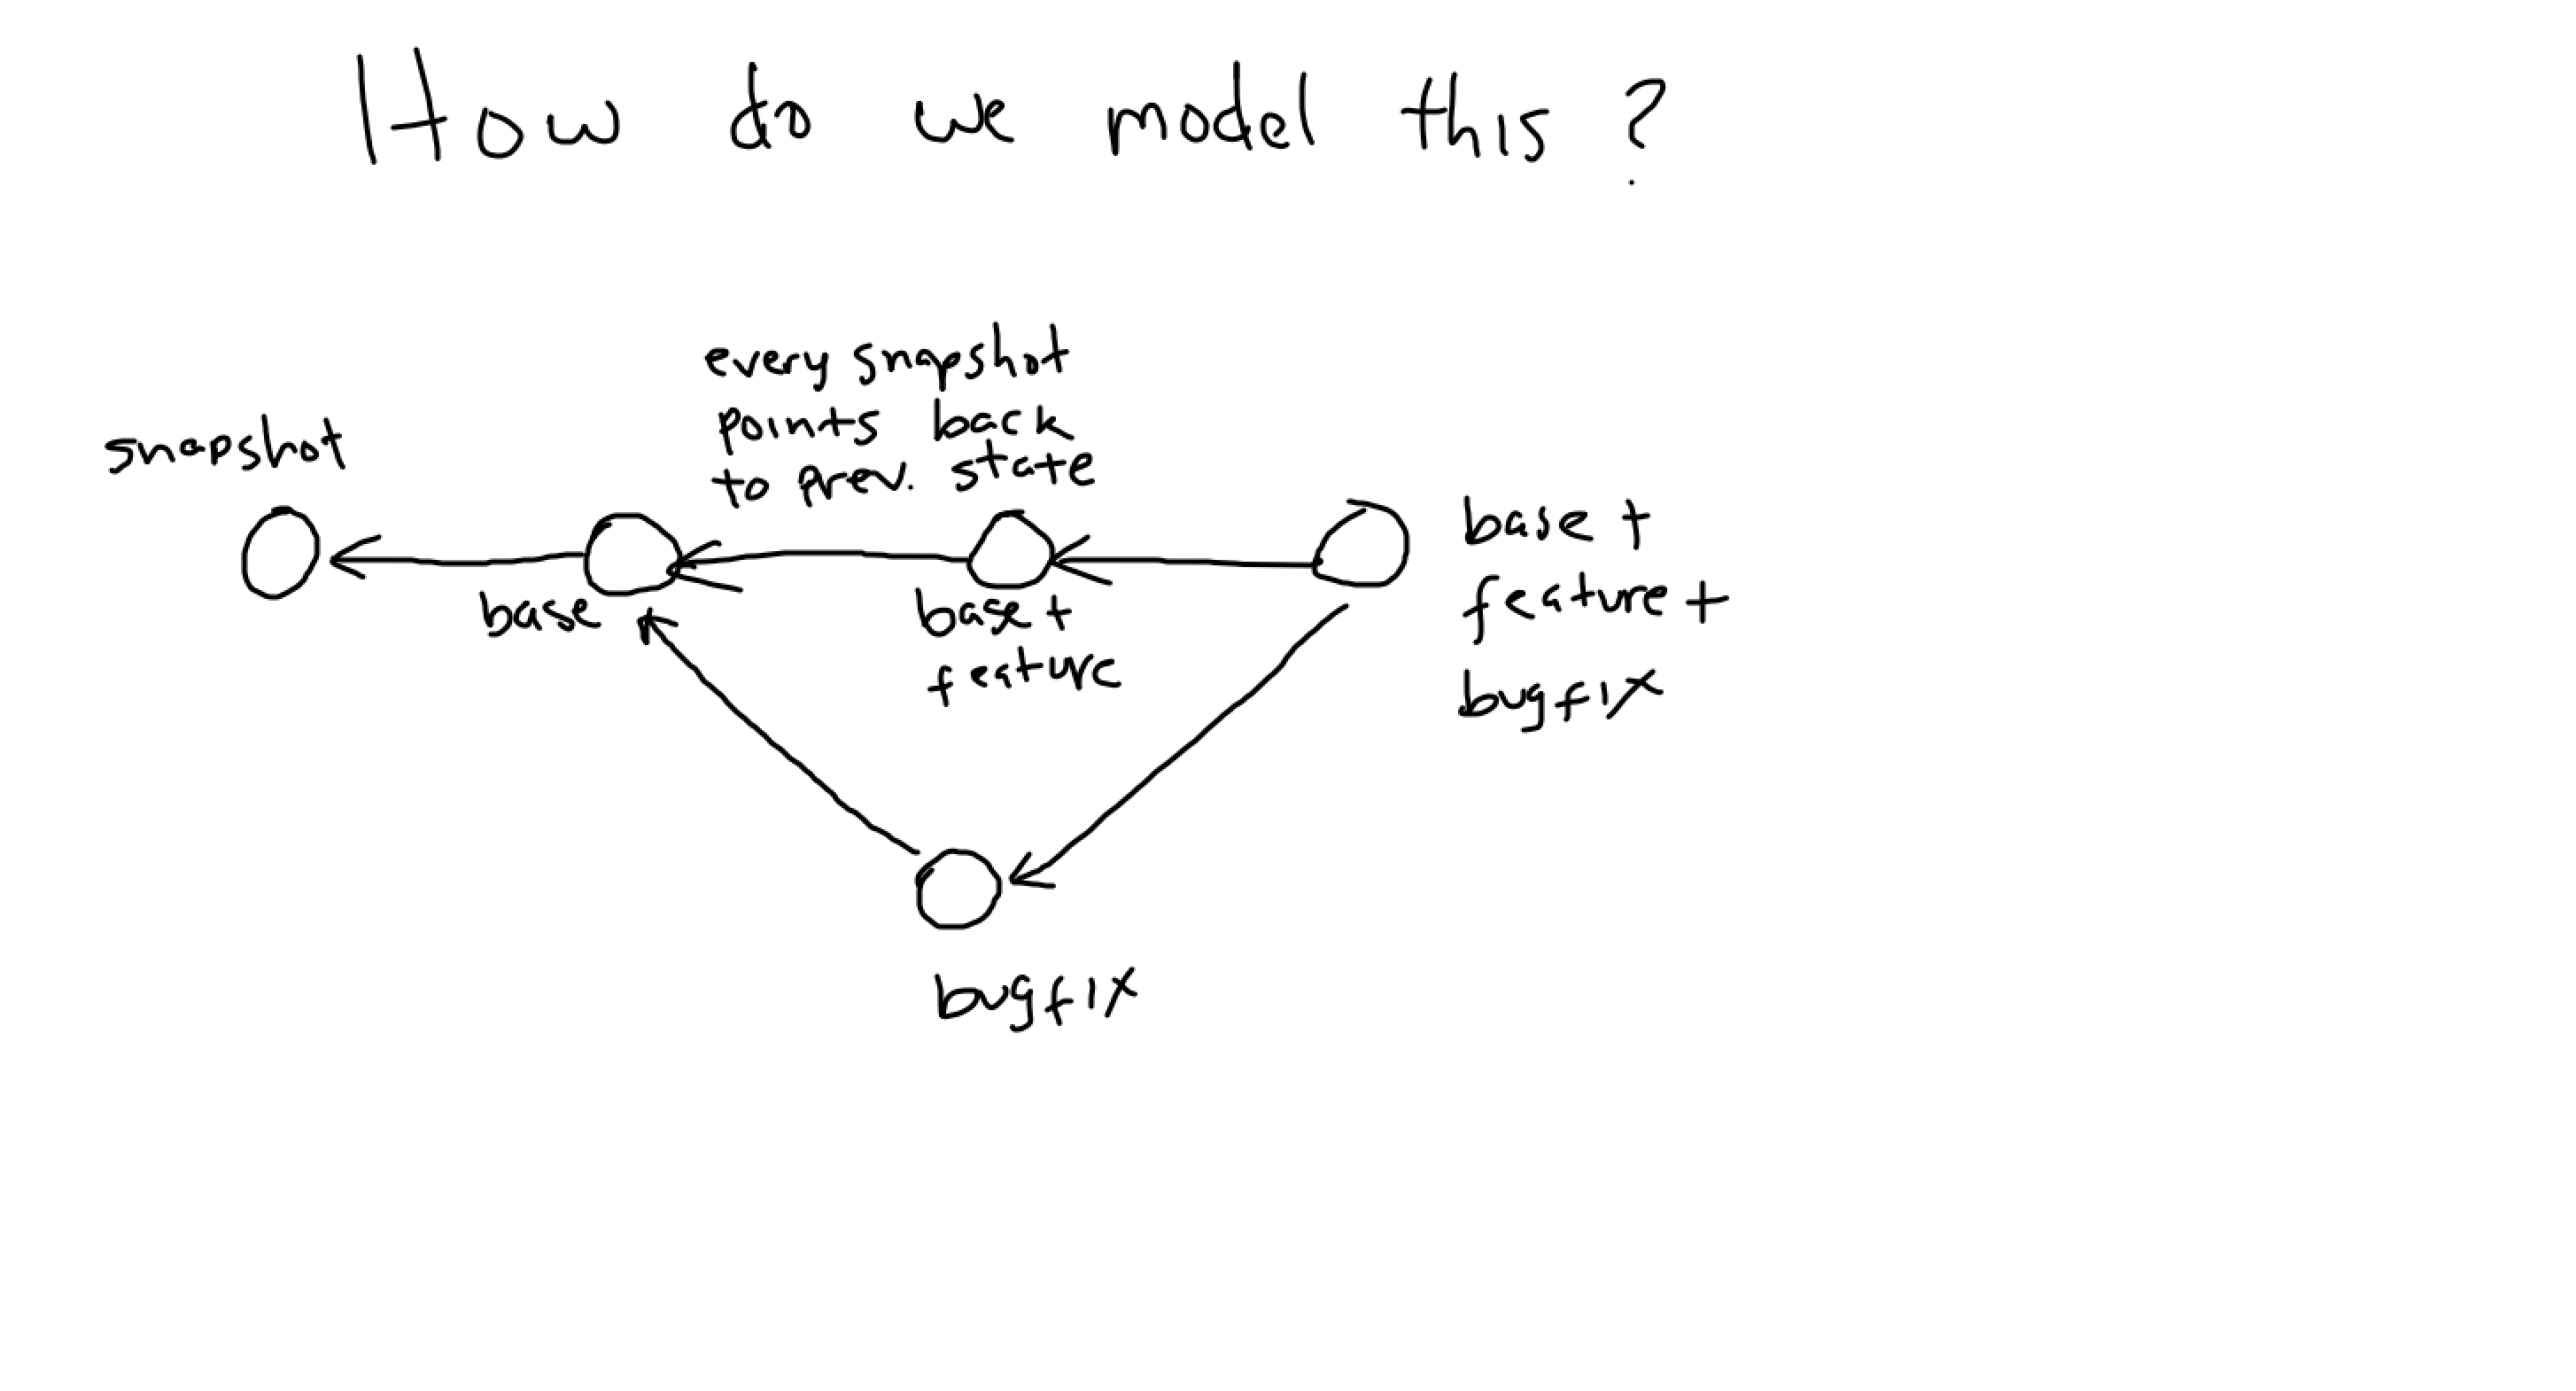 How do we model this?
every snapshot
points back
to prev. state
snapshot
base
base +
feature
base +
feature +
bugfix
bugfix